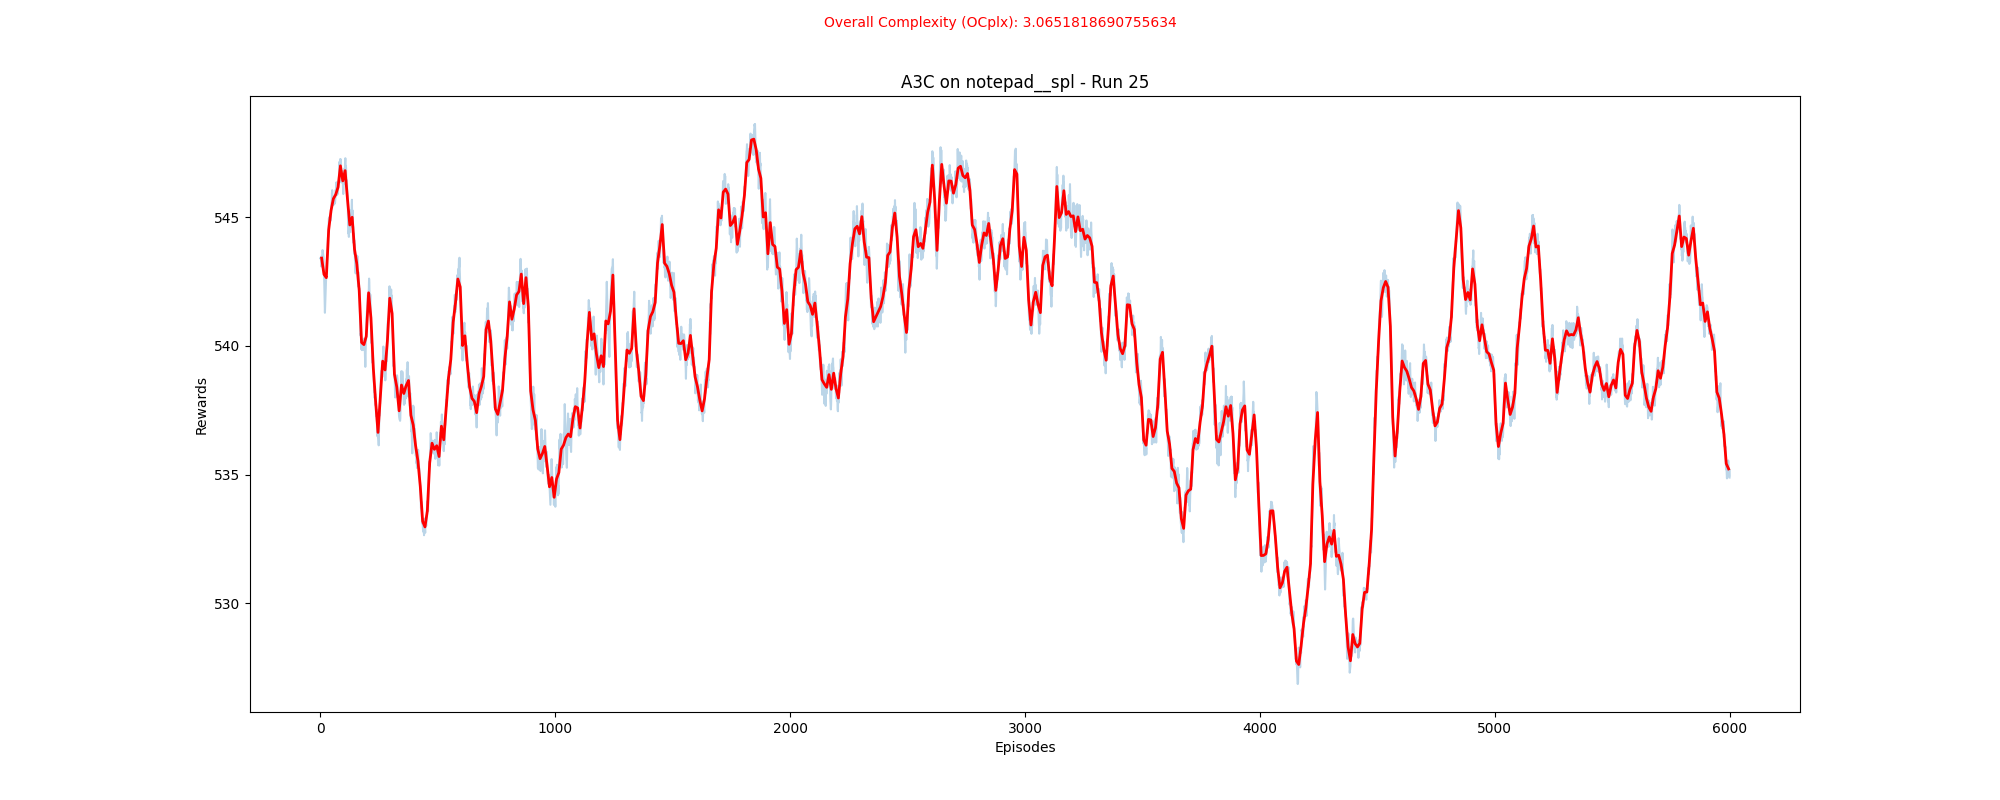 Overall Complexity (OCplx): 3.0651818690755634
A3C on notepad__spl - Run 25
Rewards
545
540
535
530
0 1000 2000 3000 4000 5000 6000
Episodes